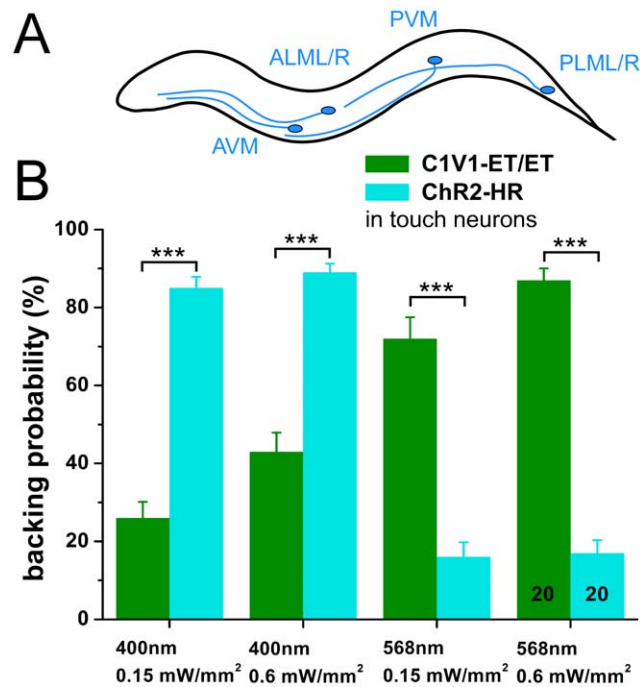 A
PVM
ALML/R
PLML/R
AVM
B
C1V1-ET/ET
ChR2-HR
in touch neurons
100
80
60
40
20
0
backing probability (%)
***
***
***
***
20
20
400nm
0.15 mW/mm²
400nm
0.6 mW/mm²
568nm
0.15 mW/mm²
568nm
0.6 mW/mm²